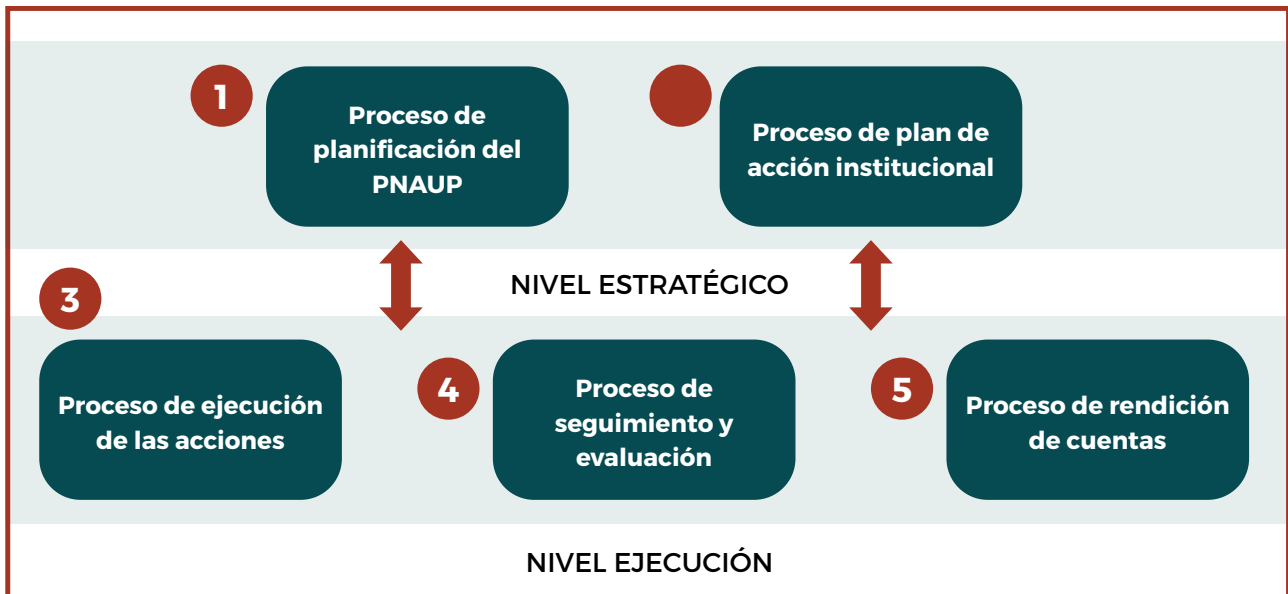 1
Proceso de
planificación del
PNAUP
Proceso de plan de
acción institucional
NIVEL ESTRATÉGICO
3
Proceso de ejecución
de las acciones
4
Proceso de
seguimiento y
evaluación
5
Proceso de rendición
de cuentas
NIVEL EJECUCIÓN